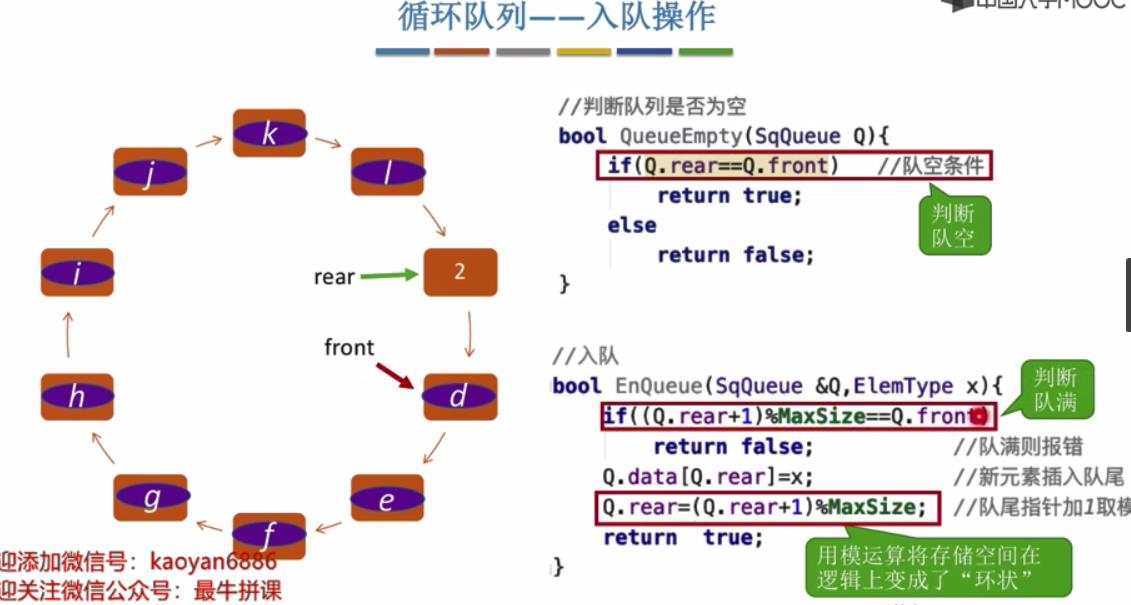 循环队列——入队操作
中国大学MOOC
//判断队列是否为空
bool QueueEmpty(SqQueue Q){
if(Q.rear==Q.front) //队空条件
return true;
else
return false;
}
判断
队空
k
j
l
i
2
rear
front
h
d
g
e
f
//入队
bool EnQueue(SqQueue &Q,ElemType x){
if((Q.rear+1)%MaxSize==Q.front)
return false; //队满则报错
Q.data[Q.rear]=x; //新元素插入队尾
Q.rear=(Q.rear+1)%MaxSize; //队尾指针加1取模
return true;
}
判断
队满
用模运算将存储空间在
逻辑上变成了“环状”
迎添加微信号：kaoyan6886
迎关注微信公众号：最牛拼课